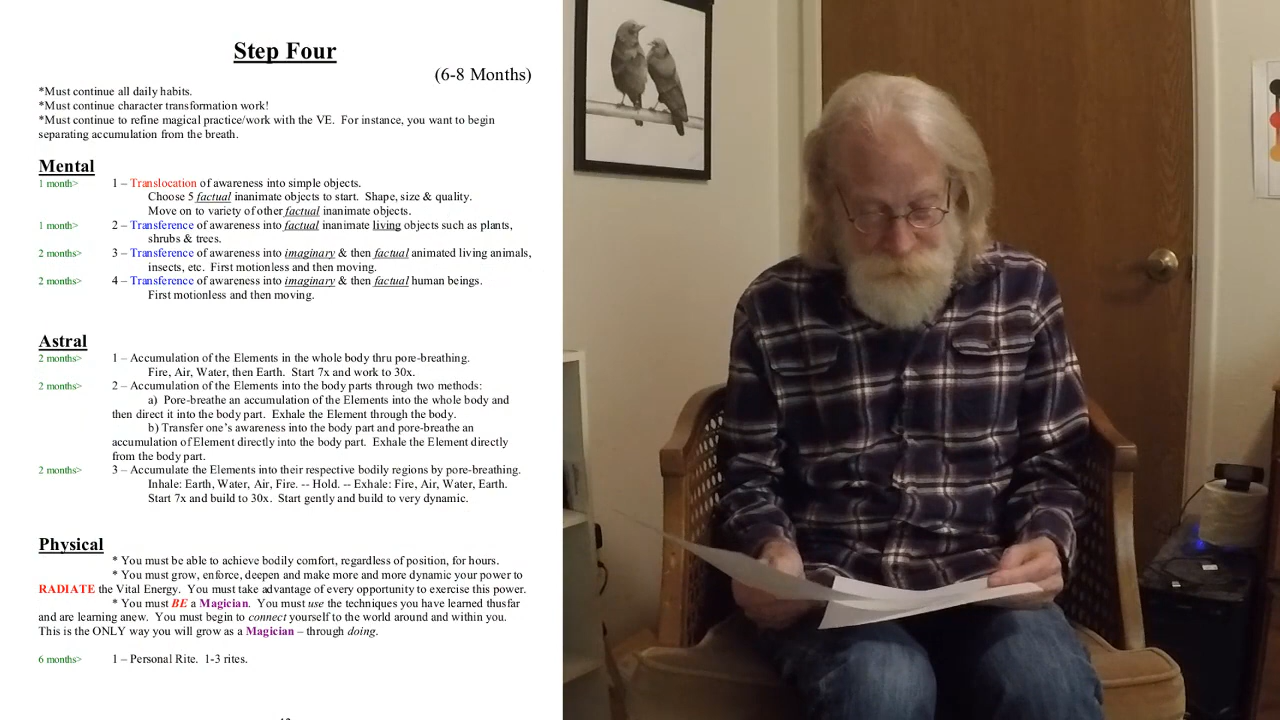 Step Four
(6-8 Months)
*Must continue all daily habits.
*Must continue character transformation work!
*Must continue to refine magical practice/work with the VE.  For instance, you want to begin
separating accumulation from the breath.
Mental
1 month> 1 – Translocation of awareness into simple objects.
Choose 5 factual inanimate objects to start.  Shape, size & quality.
Move on to variety of other factual inanimate objects.
1 month> 2 – Transference of awareness into factual inanimate living objects such as plants,
shrubs & trees.
2 months> 3 – Transference of awareness into imaginary & then factual animated living animals,
insects, etc.  First motionless and then moving.
2 months> 4 – Transference of awareness into imaginary & then factual human beings.
First motionless and then moving.
Astral
2 months> 1 – Accumulation of the Elements in the whole body thru pore-breathing.
Fire, Air, Water, then Earth.  Start 7x and work to 30x.
2 months> 2 – Accumulation of the Elements into the body parts through two methods:
a)  Pore-breathe an accumulation of the Elements into the whole body and
then direct it into the body part.  Exhale the Element through the body.
b) Transfer one's awareness into the body part and pore-breathe an
accumulation of Element directly into the body part.  Exhale the Element directly
from the body part.
2 months> 3 – Accumulate the Elements into their respective bodily regions by pore-breathing.
Inhale: Earth, Water, Air, Fire. -- Hold. -- Exhale: Fire, Air, Water, Earth.
Start 7x and build to 30x.  Start gently and build to very dynamic.
Physical
* You must be able to achieve bodily comfort, regardless of position, for hours.
* You must grow, enforce, deepen and make more and more dynamic your power to
RADIATE the Vital Energy.  You must take advantage of every opportunity to exercise this power.
* You must BE a Magician.  You must use the techniques you have learned thusfar
and are learning anew.  You must begin to connect yourself to the world around and within you.
This is the ONLY way you will grow as a Magician – through doing.
6 months> 1 – Personal Rite.  1-3 rites.